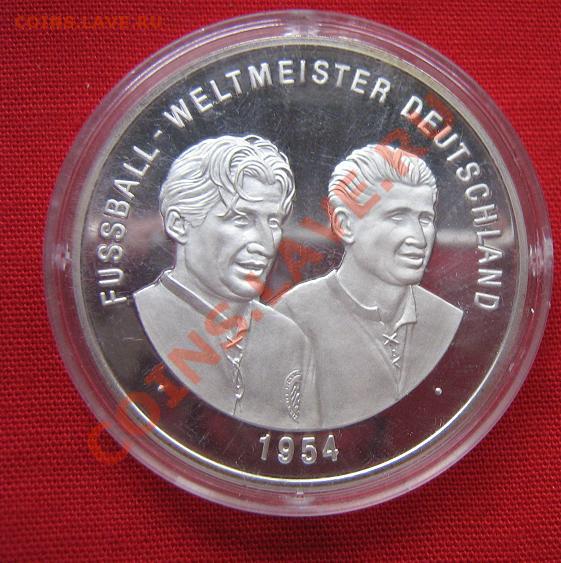 COINS.LAVE.RU
FUSSBALL - WELTMEISTER DEUTSCHLAND
1954
COINS.LAVE.RU